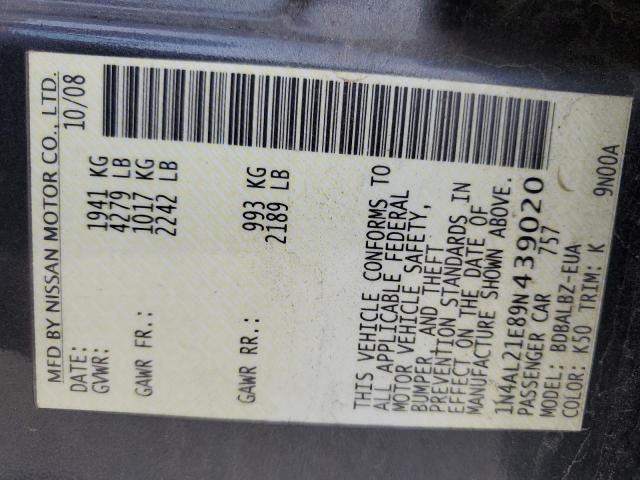 MFD BY NISSAN MOTOR CO., LTD.
DATE: 10/08
GVWR: 1941 KG
4279 LB
GAWR FR.: 1017 KG
2242 LB
GAWR RR.: 993 KG
2189 LB
THIS VEHICLE CONFORMS TO
ALL APPLICABLE FEDERAL
MOTOR VEHICLE SAFETY,
BUMPER, AND THEFT
PREVENTION STANDARDS IN
EFFECT ON THE DATE OF
MANUFACTURE SHOWN ABOVE.
1N4AL21E89N439020
PASSENGER CAR 757
MODEL: BDBALBZ-EUA
COLOR: K50 TRIM: K 9N00A